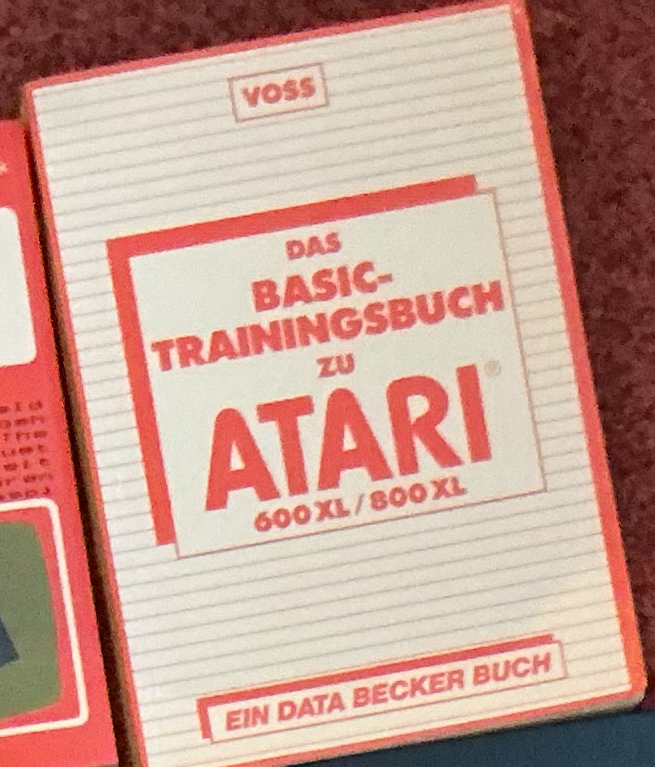 VOSS
DAS
BASIC-
TRAININGSBUCH
ZU
ATARI®
600 XL / 800 XL
EIN DATA BECKER BUCH